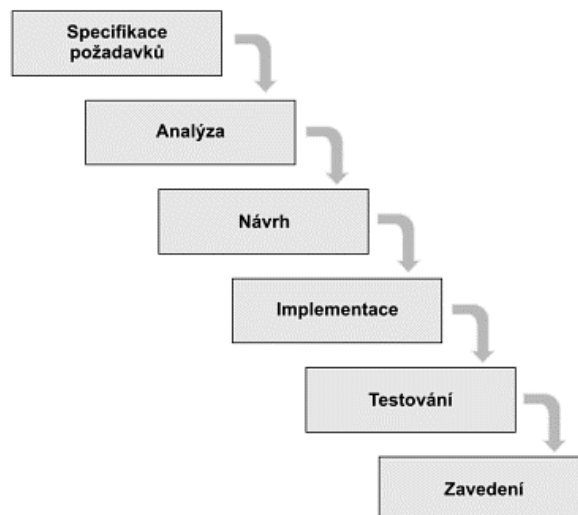 Specifikace
požadavků
Analýza
Návrh
Implementace
Testování
Zavedení